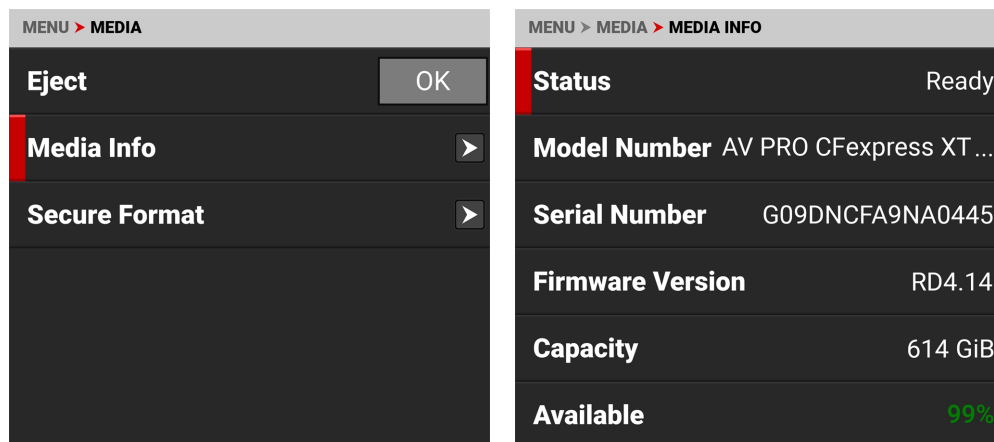 MENU > MEDIA
Eject OK
Media Info
Secure Format
MENU > MEDIA > MEDIA INFO
Status Ready
Model Number AV PRO CFexpress XT ...
Serial Number G09DNCFA9NA0445
Firmware Version RD4.14
Capacity 614 GiB
Available 99%